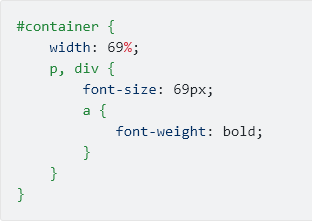 #container {
    width: 69%;
    p, div {
        font-size: 69px;
        a {
            font-weight: bold;
        }
    }
}